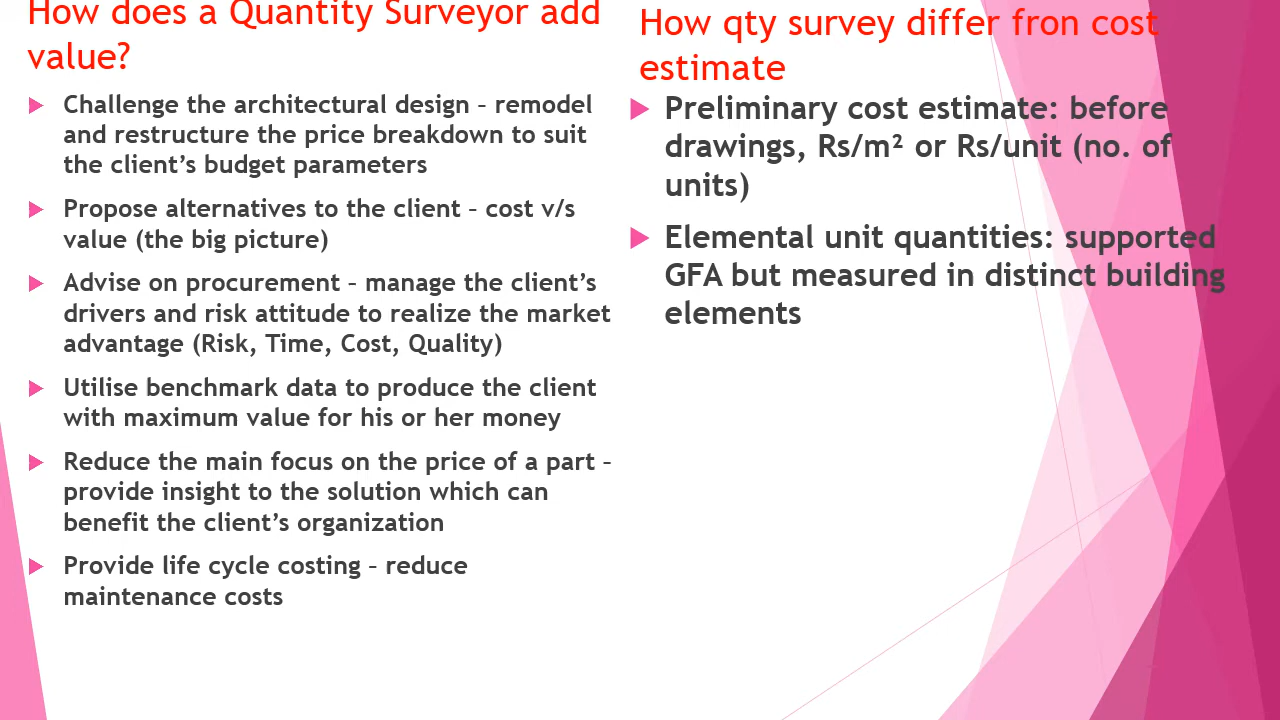 How does a Quantity Surveyor add
value?
Challenge the architectural design – remodel
and restructure the price breakdown to suit
the client's budget parameters
Propose alternatives to the client – cost v/s
value (the big picture)
Advise on procurement – manage the client's
drivers and risk attitude to realize the market
advantage (Risk, Time, Cost, Quality)
Utilise benchmark data to produce the client
with maximum value for his or her money
Reduce the main focus on the price of a part –
provide insight to the solution which can
benefit the client's organization
Provide life cycle costing – reduce
maintenance costs
How qty survey differ fron cost
estimate
Preliminary cost estimate: before
drawings, Rs/m² or Rs/unit (no. of
units)
Elemental unit quantities: supported
GFA but measured in distinct building
elements